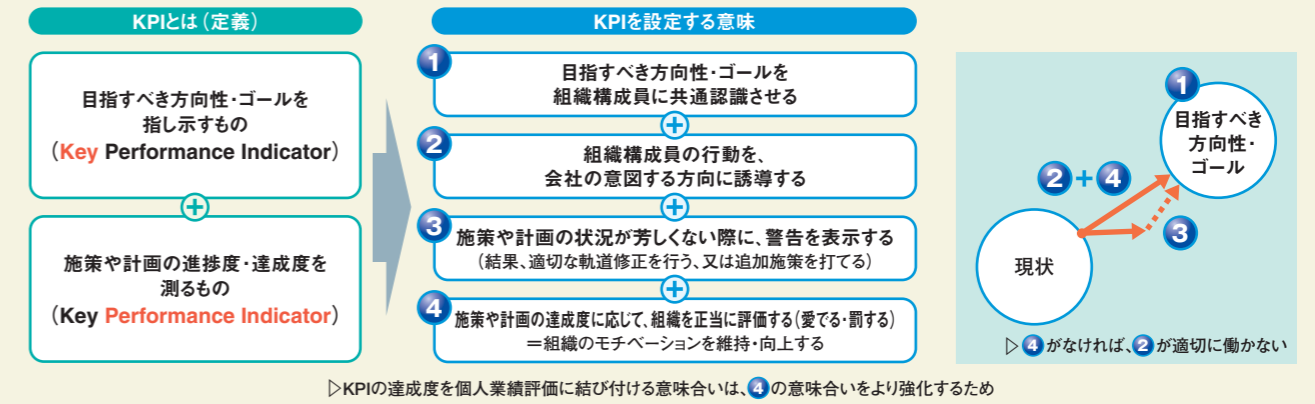 KPIとは（定義）
目指すべき方向性・ゴールを
指し示すもの
（Key Performance Indicator）
+
施策や計画の進捗度・達成度を
測るもの
（Key Performance Indicator）
KPIを設定する意味
1
目指すべき方向性・ゴールを
組織構成員に共通認識させる
+
2
組織構成員の行動を、
会社の意図する方向に誘導する
+
3
施策や計画の状況が芳しくない際に、警告を表示する
（結果、適切な軌道修正を行う、又は追加施策を打てる）
+
4
施策や計画の達成度に応じて、組織を正当に評価する（愛でる・罰する）
＝組織のモチベーションを維持・向上する
1
目指すべき
方向性・
ゴール
2+4
3
現状
▷4がなければ、2が適切に働かない
▷KPIの達成度を個人業績評価に結び付ける意味合いは、4の意味合いをより強化するため